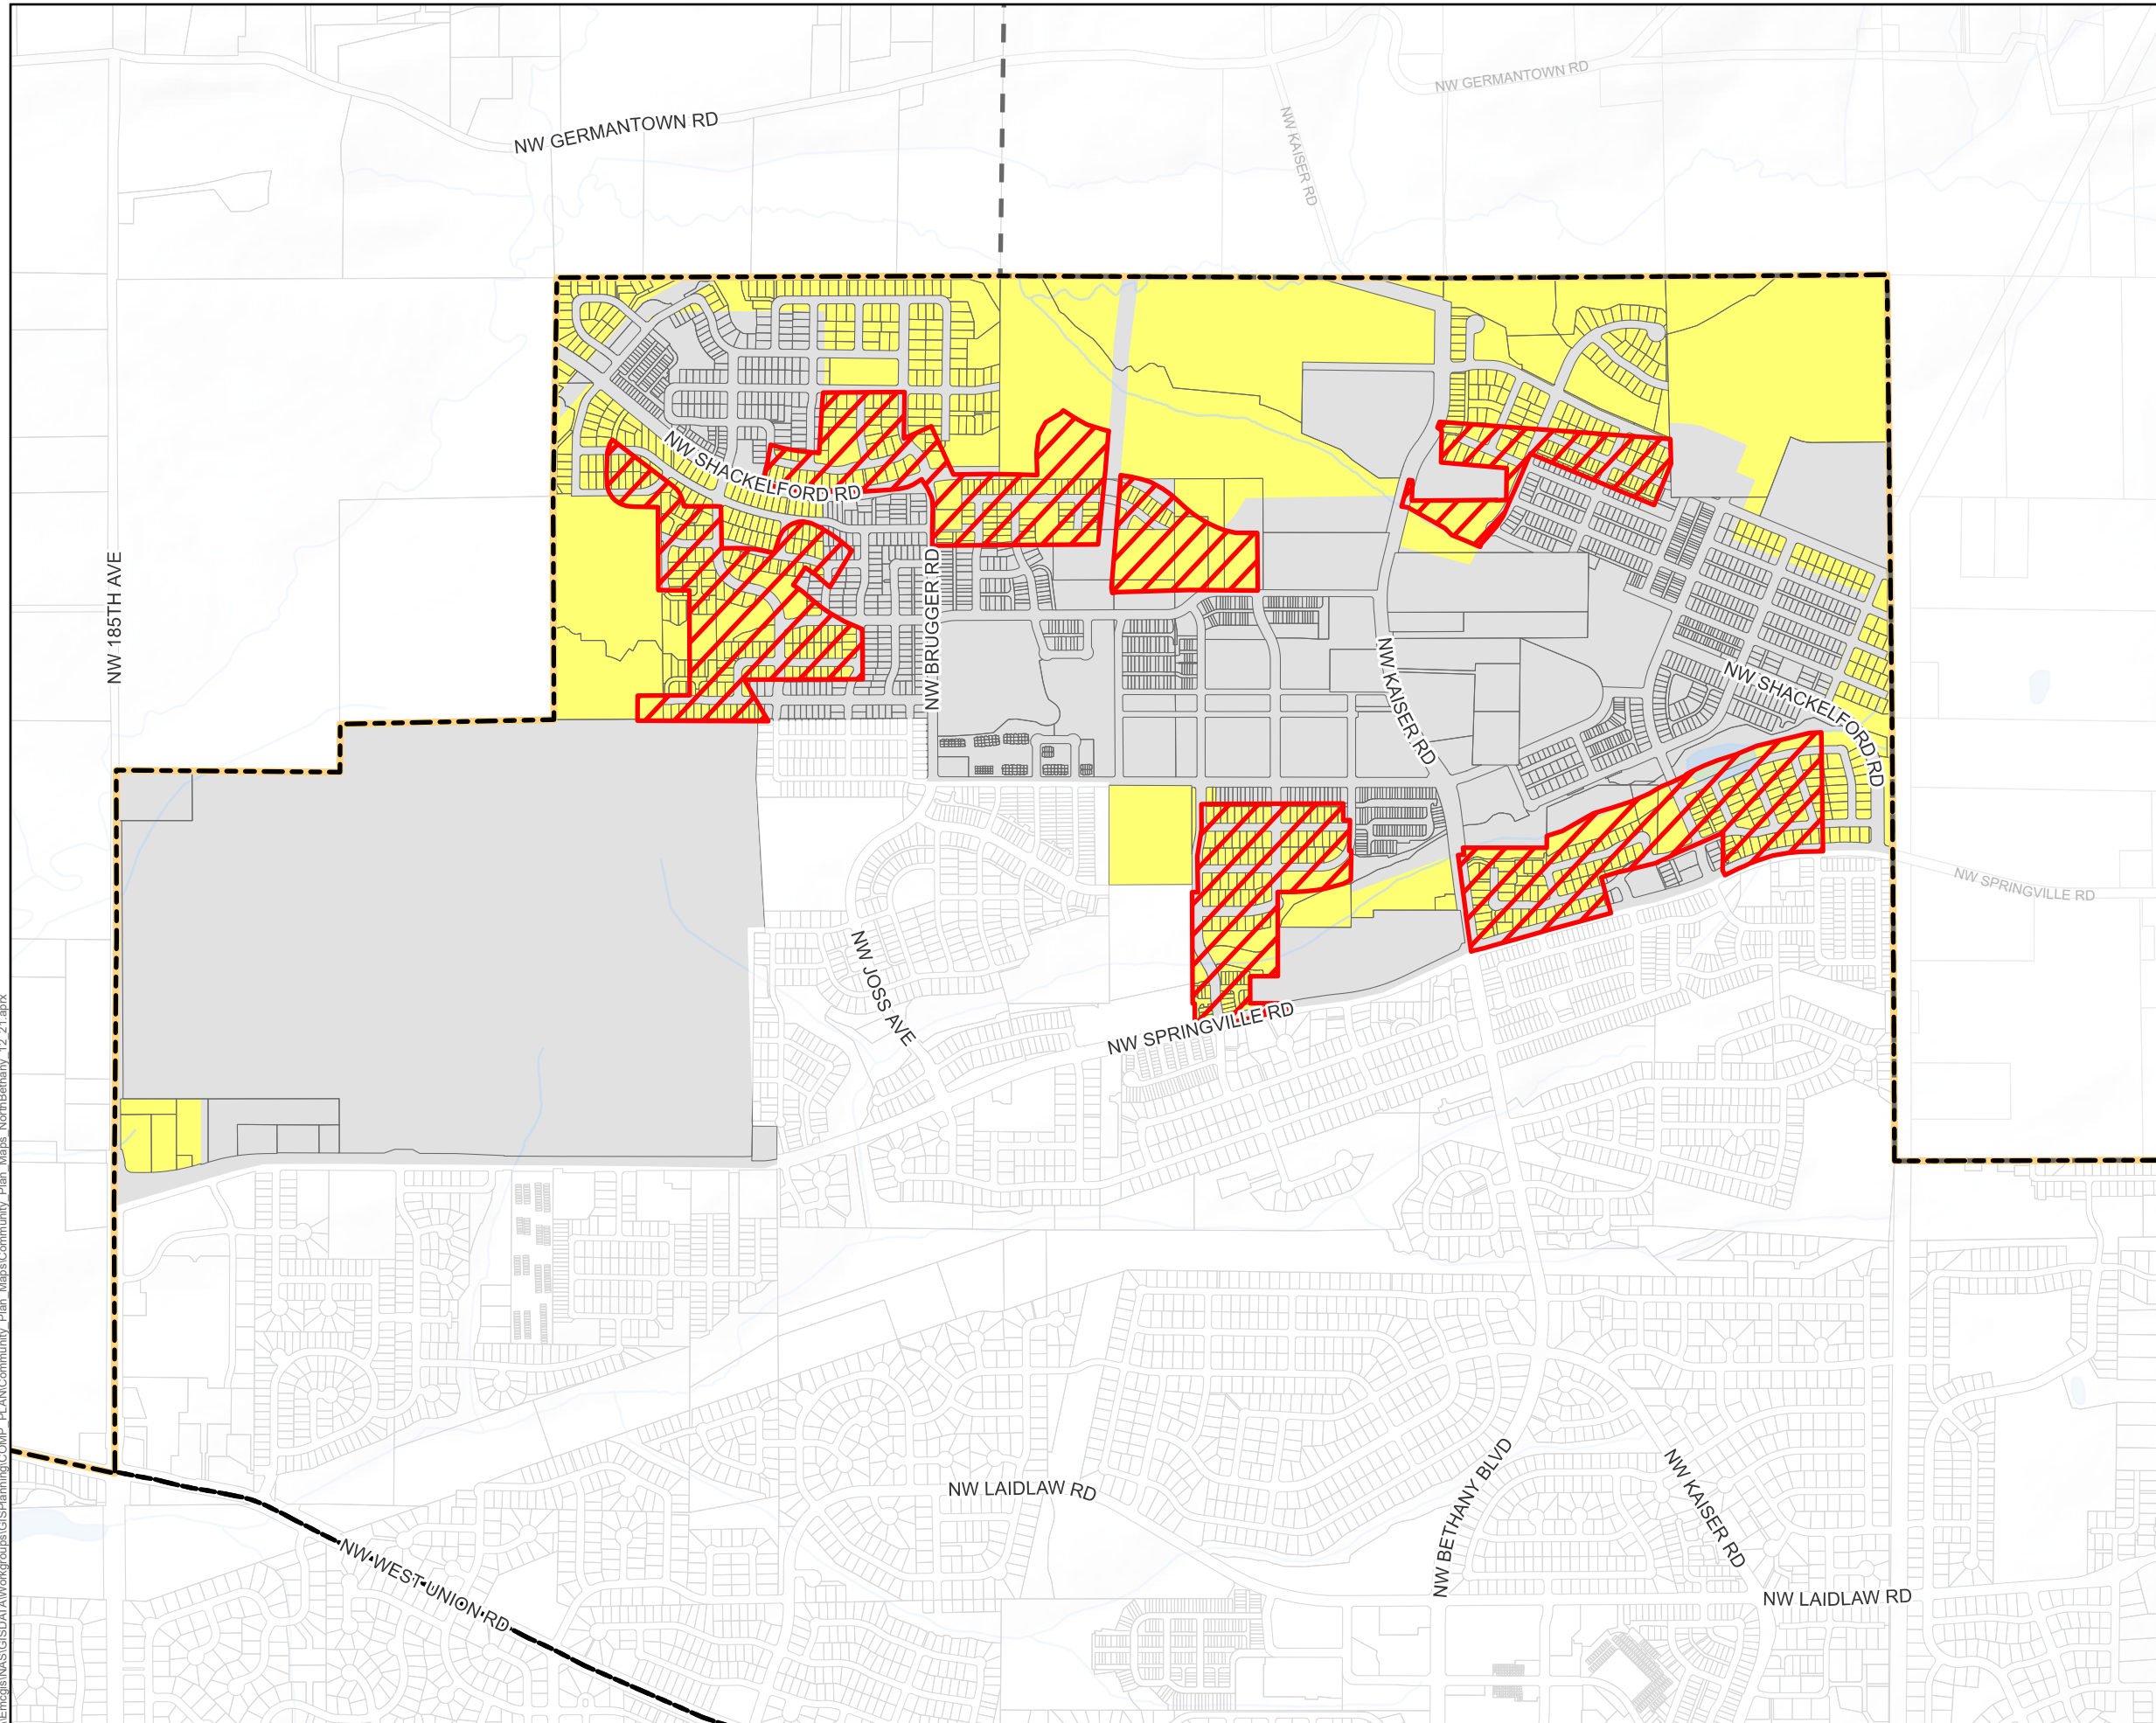 NW GERMANTOWN RD
NW GERMANTOWN RD
NW KAISER RD
NW SHACKELFORD RD
NW 185TH AVE
NW BRUGGER RD
NW KAISER RD
NW SHACKELFORD RD
NW SPRINGVILLE RD
NW JOSS AVE
NW SPRINGVILLE RD
NW LAIDLAW RD
NW BETHANY BLVD
NW KAISER RD
NW WEST UNION RD
NW LAIDLAW RD